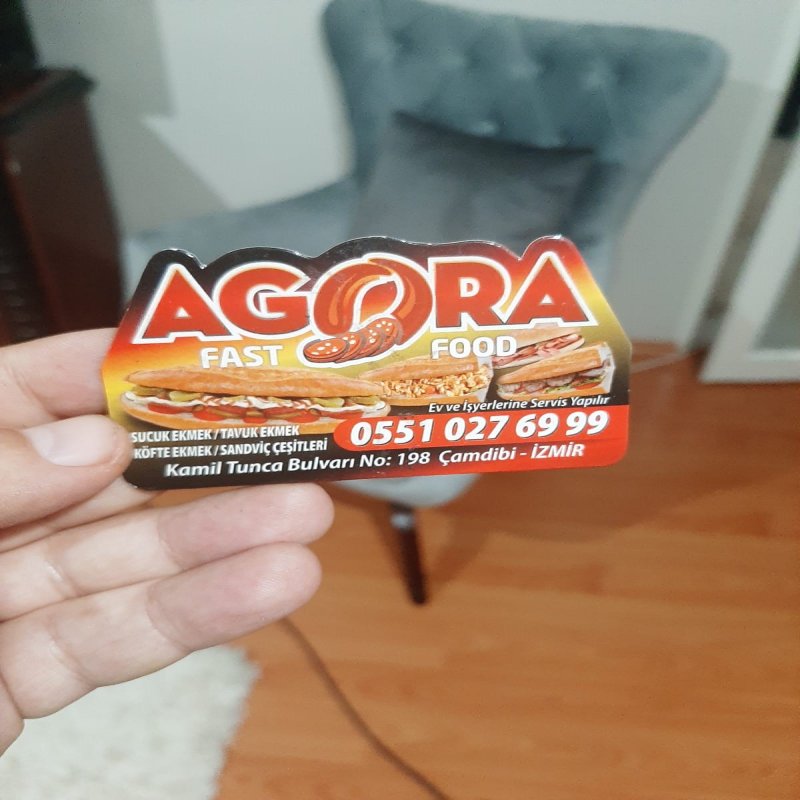 AGORA
FAST FOOD
Ev ve İşyerlerine Servis Yapılır
SUCUK EKMEK / TAVUK EKMEK
KÖFTE EKMEK / SANDVİÇ ÇEŞİTLERİ
0551 027 69 99
Kamil Tunca Bulvarı No: 198 Çamdibi - İZMİR